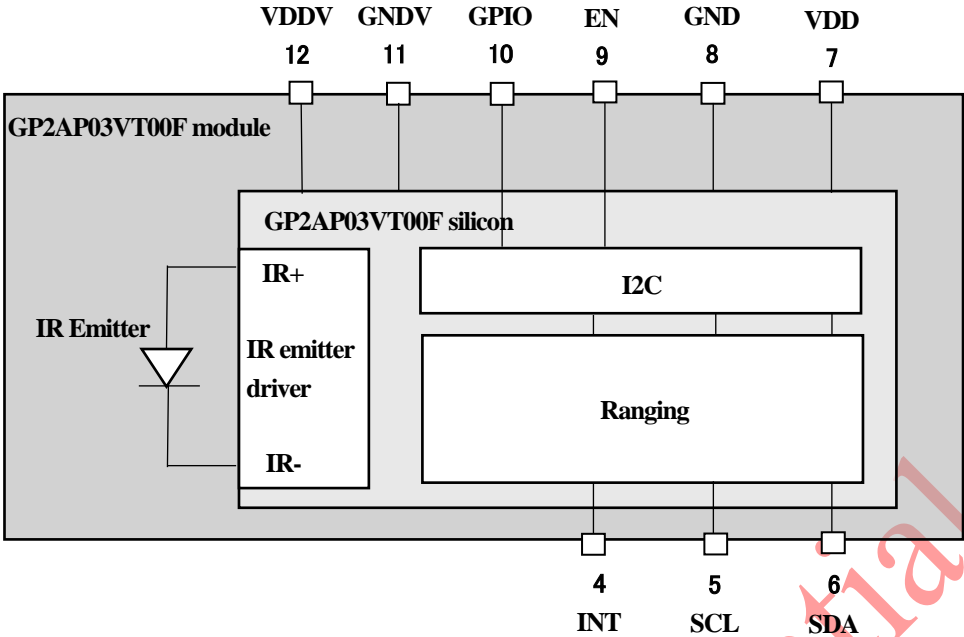 VDDV GNDV GPIO EN GND VDD
12 11 10 9 8 7
GP2AP03VT00F module
GP2AP03VT00F silicon
IR+
I2C
IR Emitter
IR emitter
driver
Ranging
IR-
4 5 6
INT SCL SDA